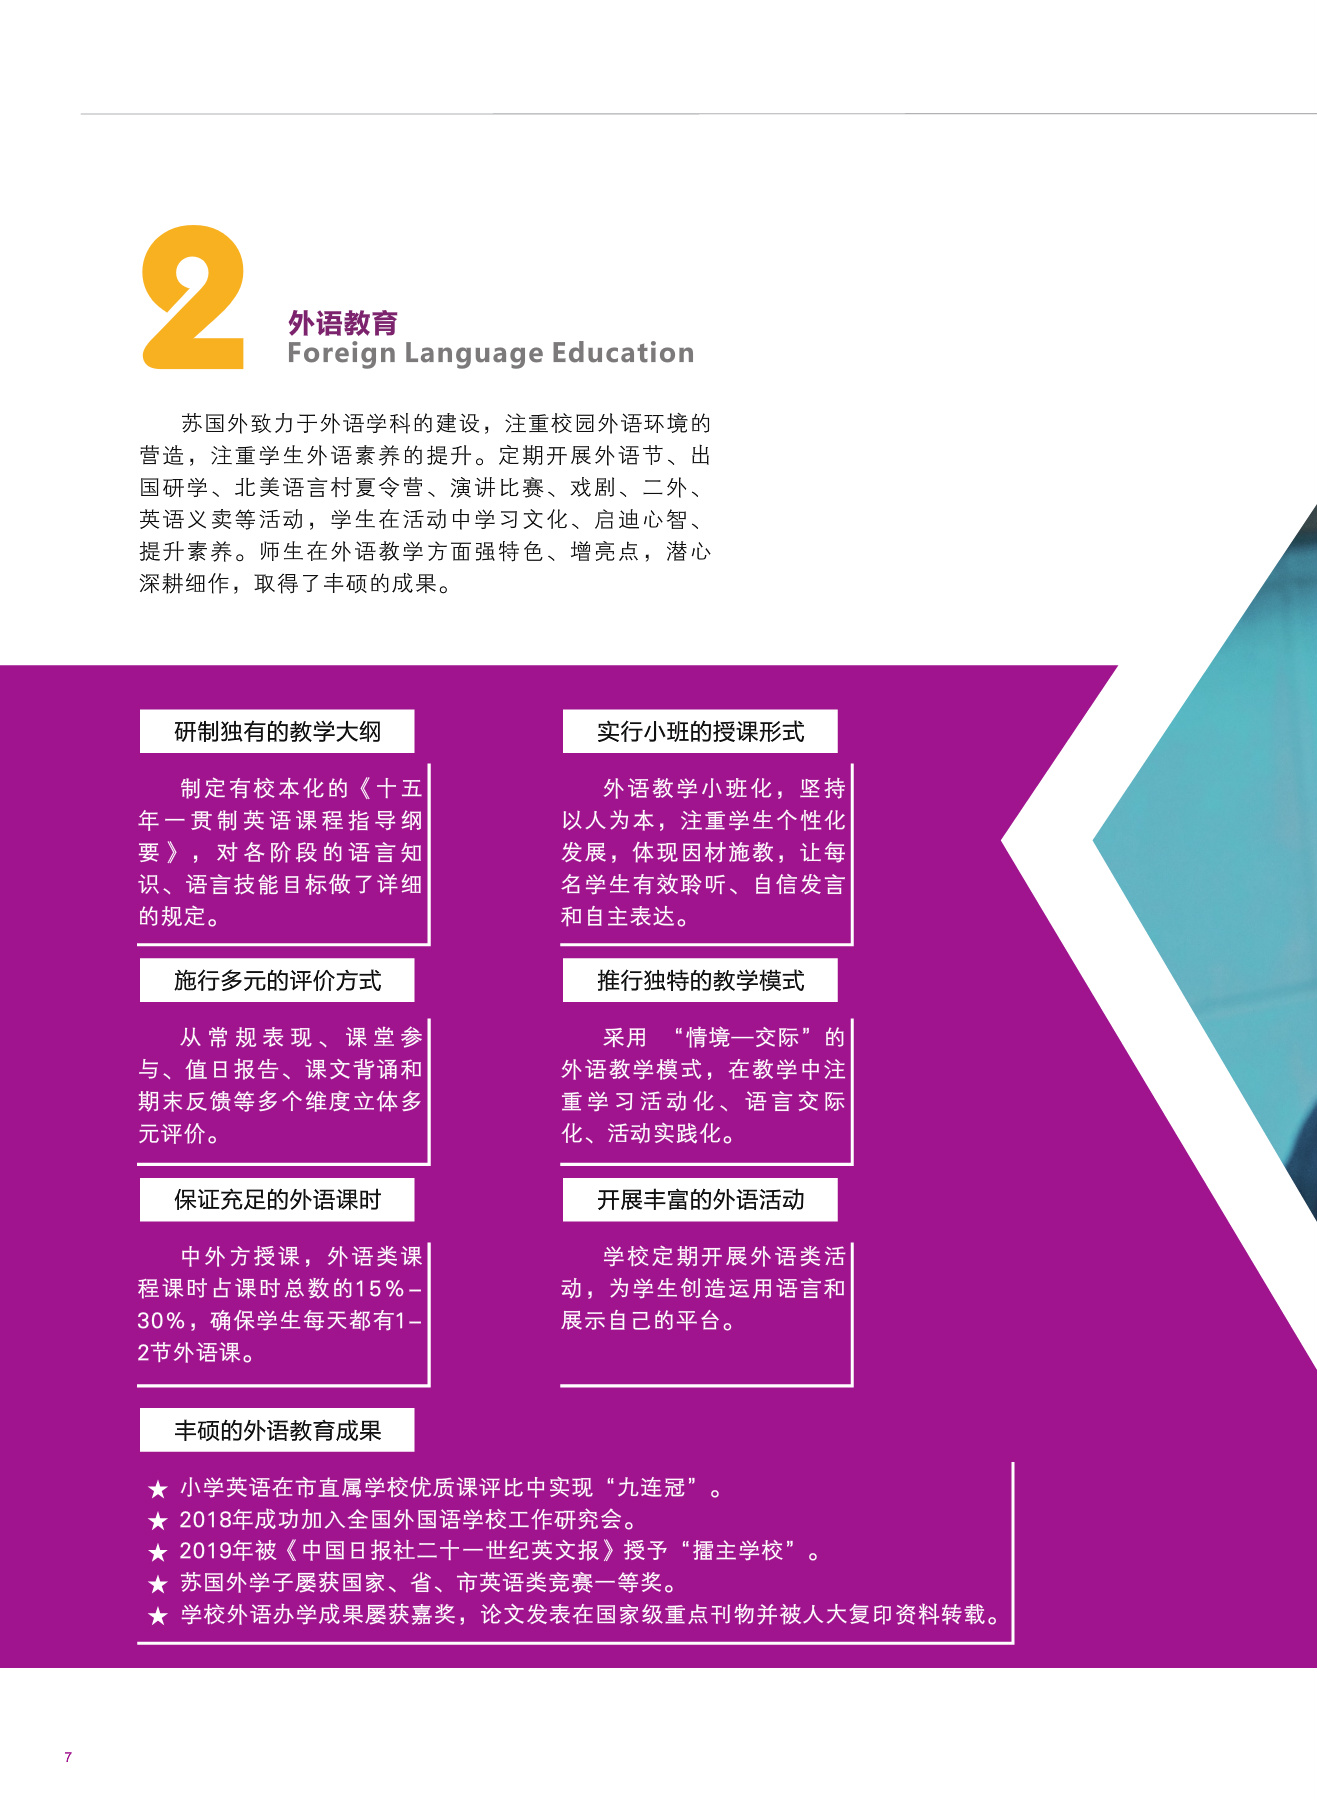 2
外语教育
Foreign Language Education
苏国外致力于外语学科的建设，注重校园外语环境的
营造，注重学生外语素养的提升。定期开展外语节、出
国研学、北美语言村夏令营、演讲比赛、戏剧、二外、
英语义卖等活动，学生在活动中学习文化、启迪心智、
提升素养。师生在外语教学方面强特色、增亮点，潜心
深耕细作，取得了丰硕的成果。
研制独有的教学大纲
制定有校本化的《十五
年一贯制英语课程指导纲
要》，对各阶段的语言知
识、语言技能目标做了详细
的规定。
实行小班的授课形式
外语教学小班化，坚持
以人为本，注重学生个性化
发展，体现因材施教，让每
名学生有效聆听、自信发言
和自主表达。
施行多元的评价方式
从常规表现、课堂参
与、值日报告、课文背诵和
期末反馈等多个维度立体多
元评价。
推行独特的教学模式
采用 “情境—交际”的
外语教学模式，在教学中注
重学习活动化、语言交际
化、活动实践化。
保证充足的外语课时
中外方授课，外语类课
程课时占课时总数的15%–
30%，确保学生每天都有1–
2节外语课。
开展丰富的外语活动
学校定期开展外语类活
动，为学生创造运用语言和
展示自己的平台。
丰硕的外语教育成果
★ 小学英语在市直属学校优质课评比中实现“九连冠”。
★ 2018年成功加入全国外国语学校工作研究会。
★ 2019年被《中国日报社二十一世纪英文报》授予“擂主学校”。
★ 苏国外学子屡获国家、省、市英语类竞赛一等奖。
★ 学校外语办学成果屡获嘉奖，论文发表在国家级重点刊物并被人大复印资料转载。
7